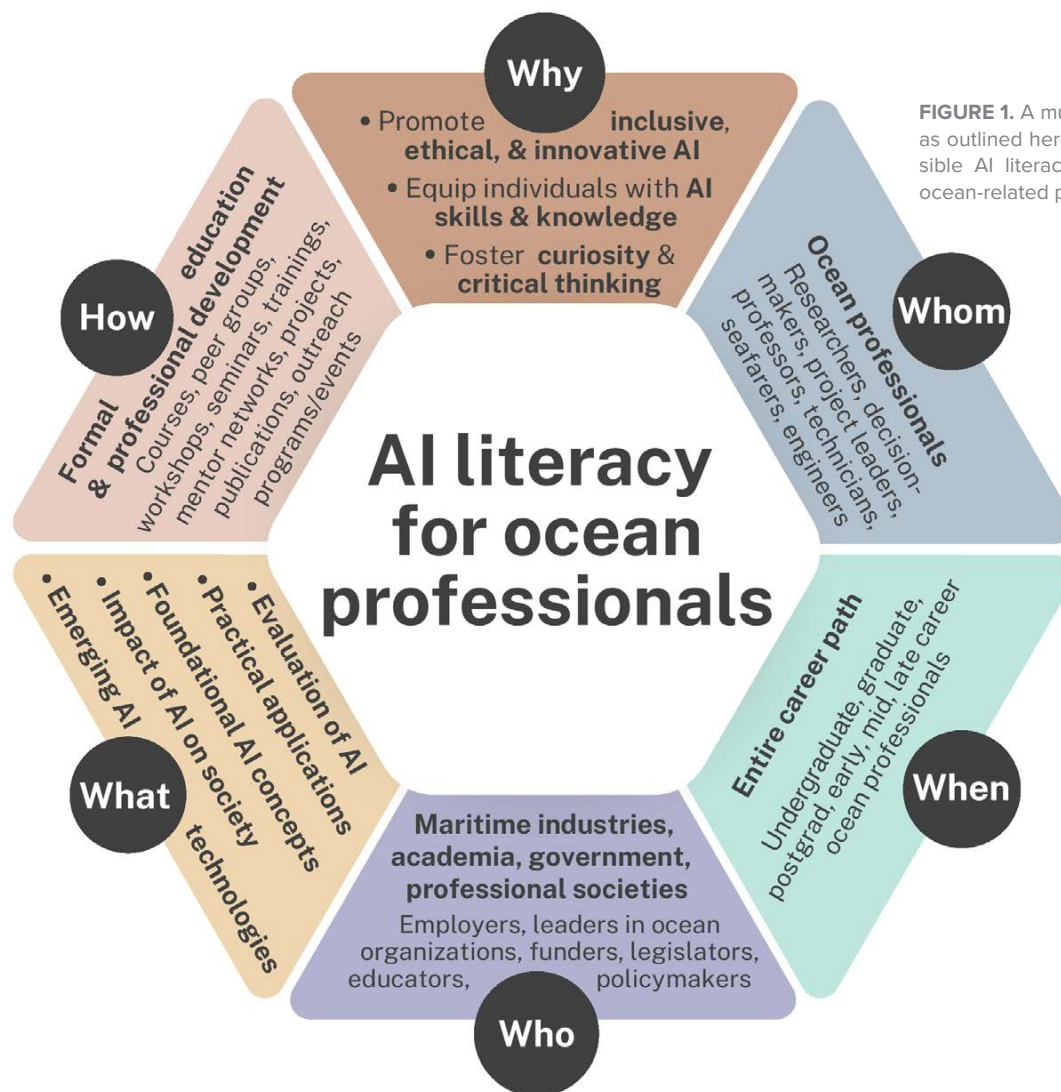 Why
• Promote inclusive,
ethical, & innovative AI
• Equip individuals with AI
skills & knowledge
• Foster curiosity &
critical thinking
FIGURE 1. A mu
as outlined her
sible AI literac
ocean-related p
Whom
Ocean professionals
Researchers, decision-
makers, project leaders,
professors, technicians,
seafarers, engineers
When
Entire career path
Undergraduate, graduate,
postgrad, early, mid, late career
ocean professionals
Who
Maritime industries,
academia, government,
professional societies
Employers, leaders in ocean
organizations, funders, legislators,
educators, policymakers
What
• Evaluation of AI
• Practical applications
• Foundational AI concepts
• Impact of AI on society
• Emerging AI technologies
How
Formal education
& professional development
Courses, peer groups,
workshops, seminars, trainings,
mentor networks, projects,
publications, outreach
programs/events
AI literacy
for ocean
professionals